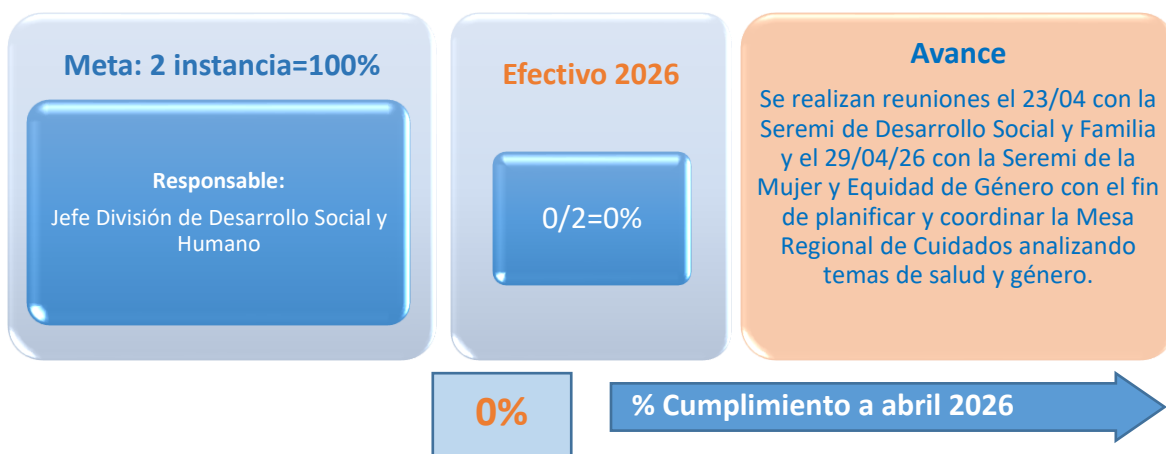 Meta: 2 instancia=100%
Responsable:
Jefe División de Desarrollo Social y
Humano
Efectivo 2026
0/2=0%
Avance
Se realizan reuniones el 23/04 con la
Seremi de Desarrollo Social y Familia
y el 29/04/26 con la Seremi de la
Mujer y Equidad de Género con el fin
de planificar y coordinar la Mesa
Regional de Cuidados analizando
temas de salud y género.
0%
% Cumplimiento a abril 2026